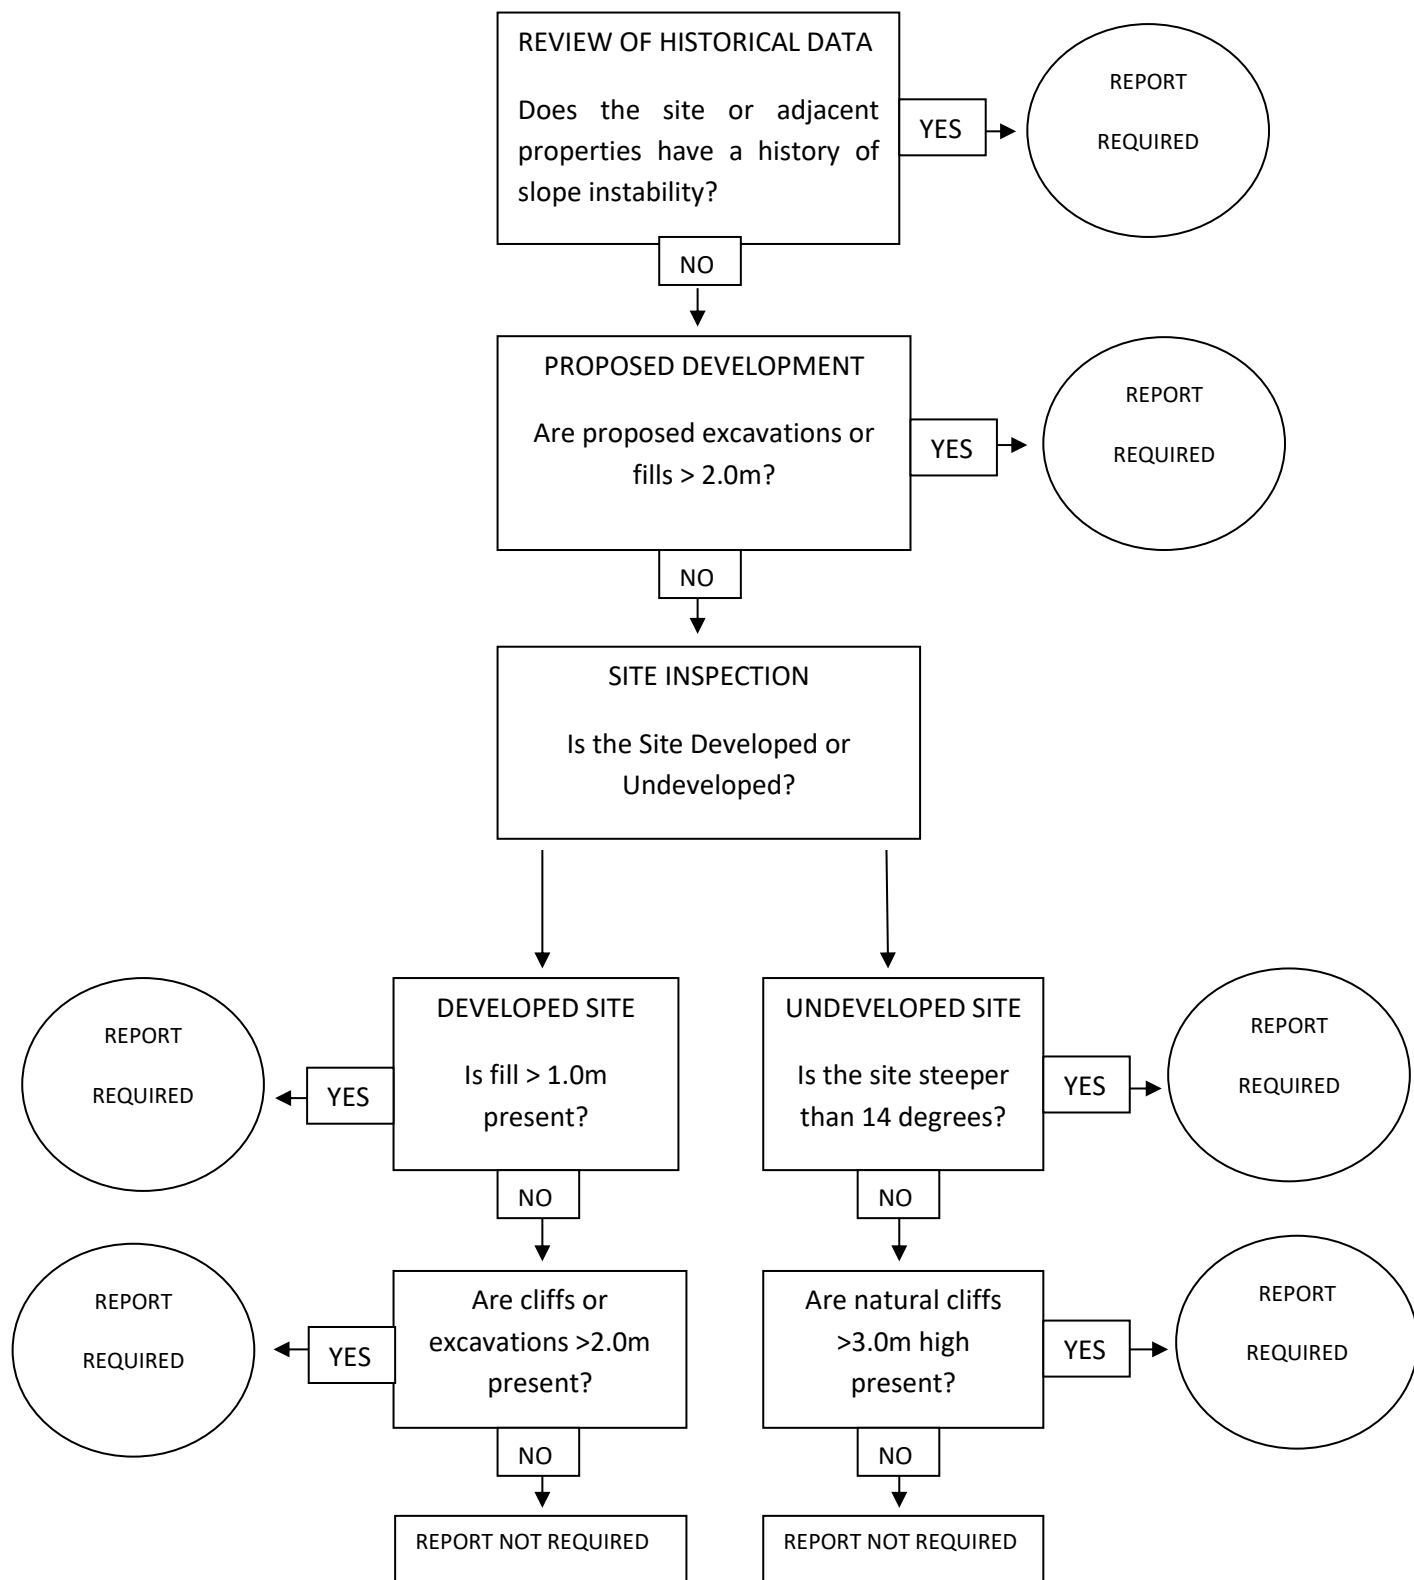 REVIEW OF HISTORICAL DATA
Does the site or adjacent
properties have a history of
slope instability?
YES
REPORT
REQUIRED
NO
PROPOSED DEVELOPMENT
Are proposed excavations or
fills > 2.0m?
YES
REPORT
REQUIRED
NO
SITE INSPECTION
Is the Site Developed or
Undeveloped?
DEVELOPED SITE
Is fill > 1.0m
present?
YES
REPORT
REQUIRED
NO
Are cliffs or
excavations >2.0m
present?
YES
REPORT
REQUIRED
NO
REPORT NOT REQUIRED
UNDEVELOPED SITE
Is the site steeper
than 14 degrees?
YES
REPORT
REQUIRED
NO
Are natural cliffs
>3.0m high
present?
YES
REPORT
REQUIRED
NO
REPORT NOT REQUIRED